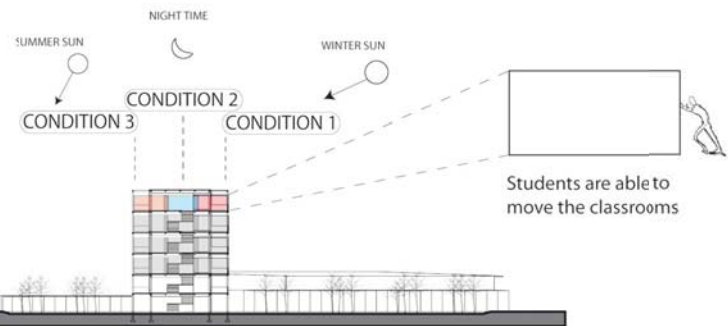 NIGHT TIME
SUMMER SUN
WINTER SUN
CONDITION 2
CONDITION 3
CONDITION 1
Students are able to
move the classrooms